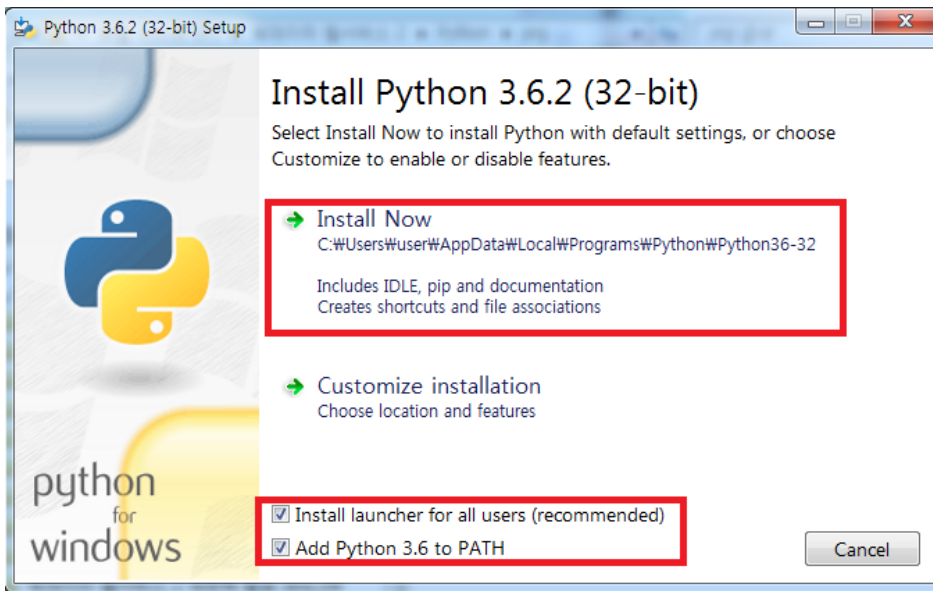 Python 3.6.2 (32-bit) Setup
Install Python 3.6.2 (32-bit)
Select Install Now to install Python with default settings, or choose
Customize to enable or disable features.
Install Now
C:₩Users₩user₩AppData₩Local₩Programs₩Python₩Python36-32
Includes IDLE, pip and documentation
Creates shortcuts and file associations
Customize installation
Choose location and features
python
for
windows
Install launcher for all users (recommended)
Add Python 3.6 to PATH
Cancel